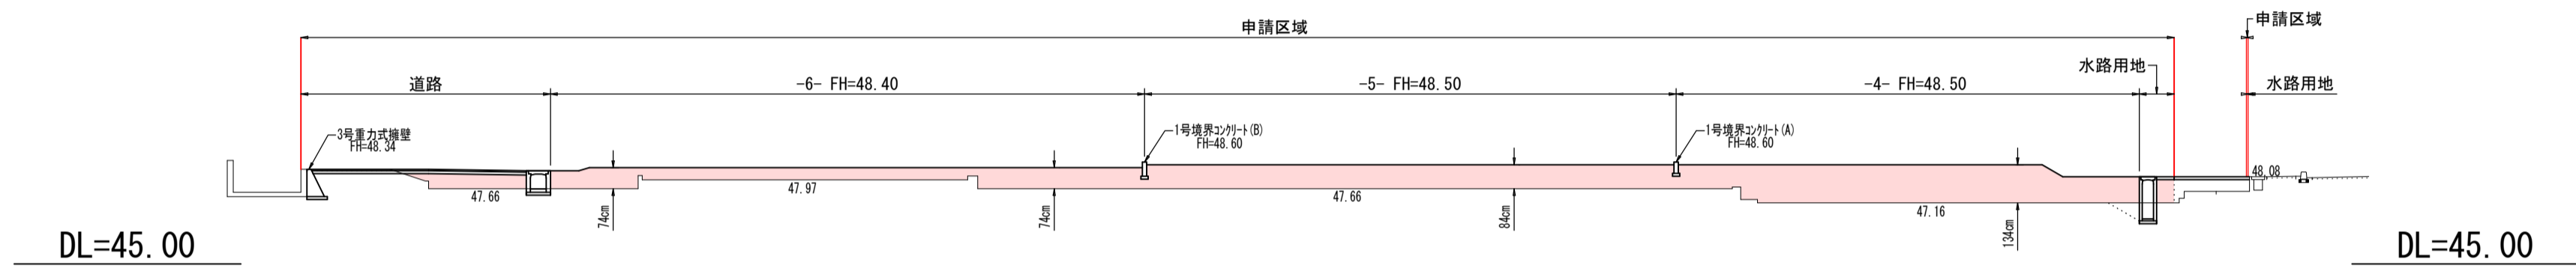 申請区域
申請区域
道路
-6- FH=48.40
-5- FH=48.50
-4- FH=48.50
水路用地
水路用地
3号重力式擁壁
FH=48.34
1号境界コンクリート(B)
FH=48.60
1号境界コンクリート(A)
FH=48.60
48.08
47.66
47.97
47.66
47.16
74cm
74cm
84cm
134cm
DL=45.00
DL=45.00